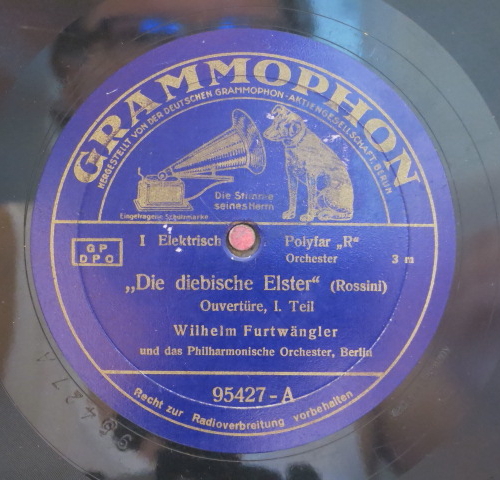 GRAMMOPHON
HERGESTELLT VON DER DEUTSCHEN GRAMMOPHON-AKTIENGESELLSCHAFT, BERLIN
Die Stimme
seines Herrn
Eingetragene Schutzmarke
I Elektrisch Polyfar „R“
GP
DPO
Orchester 3 m
„Die diebische Elster“ (Rossini)
Ouvertüre, I. Teil
Wilhelm Furtwängler
und das Philharmonische Orchester, Berlin
95427-A
Recht zur Radioverbreitung vorbehalten